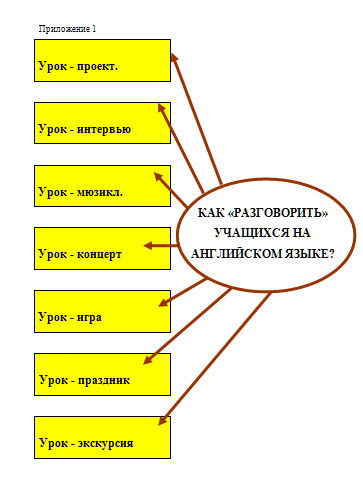 Приложение 1
Урок - проект.
Урок - интервью
Урок - мюзикл.
Урок - концерт
Урок - игра
Урок - праздник
Урок - экскурсия
КАК «РАЗГОВОРИТЬ»
УЧАЩИХСЯ НА
АНГЛИЙСКОМ ЯЗЫКЕ?